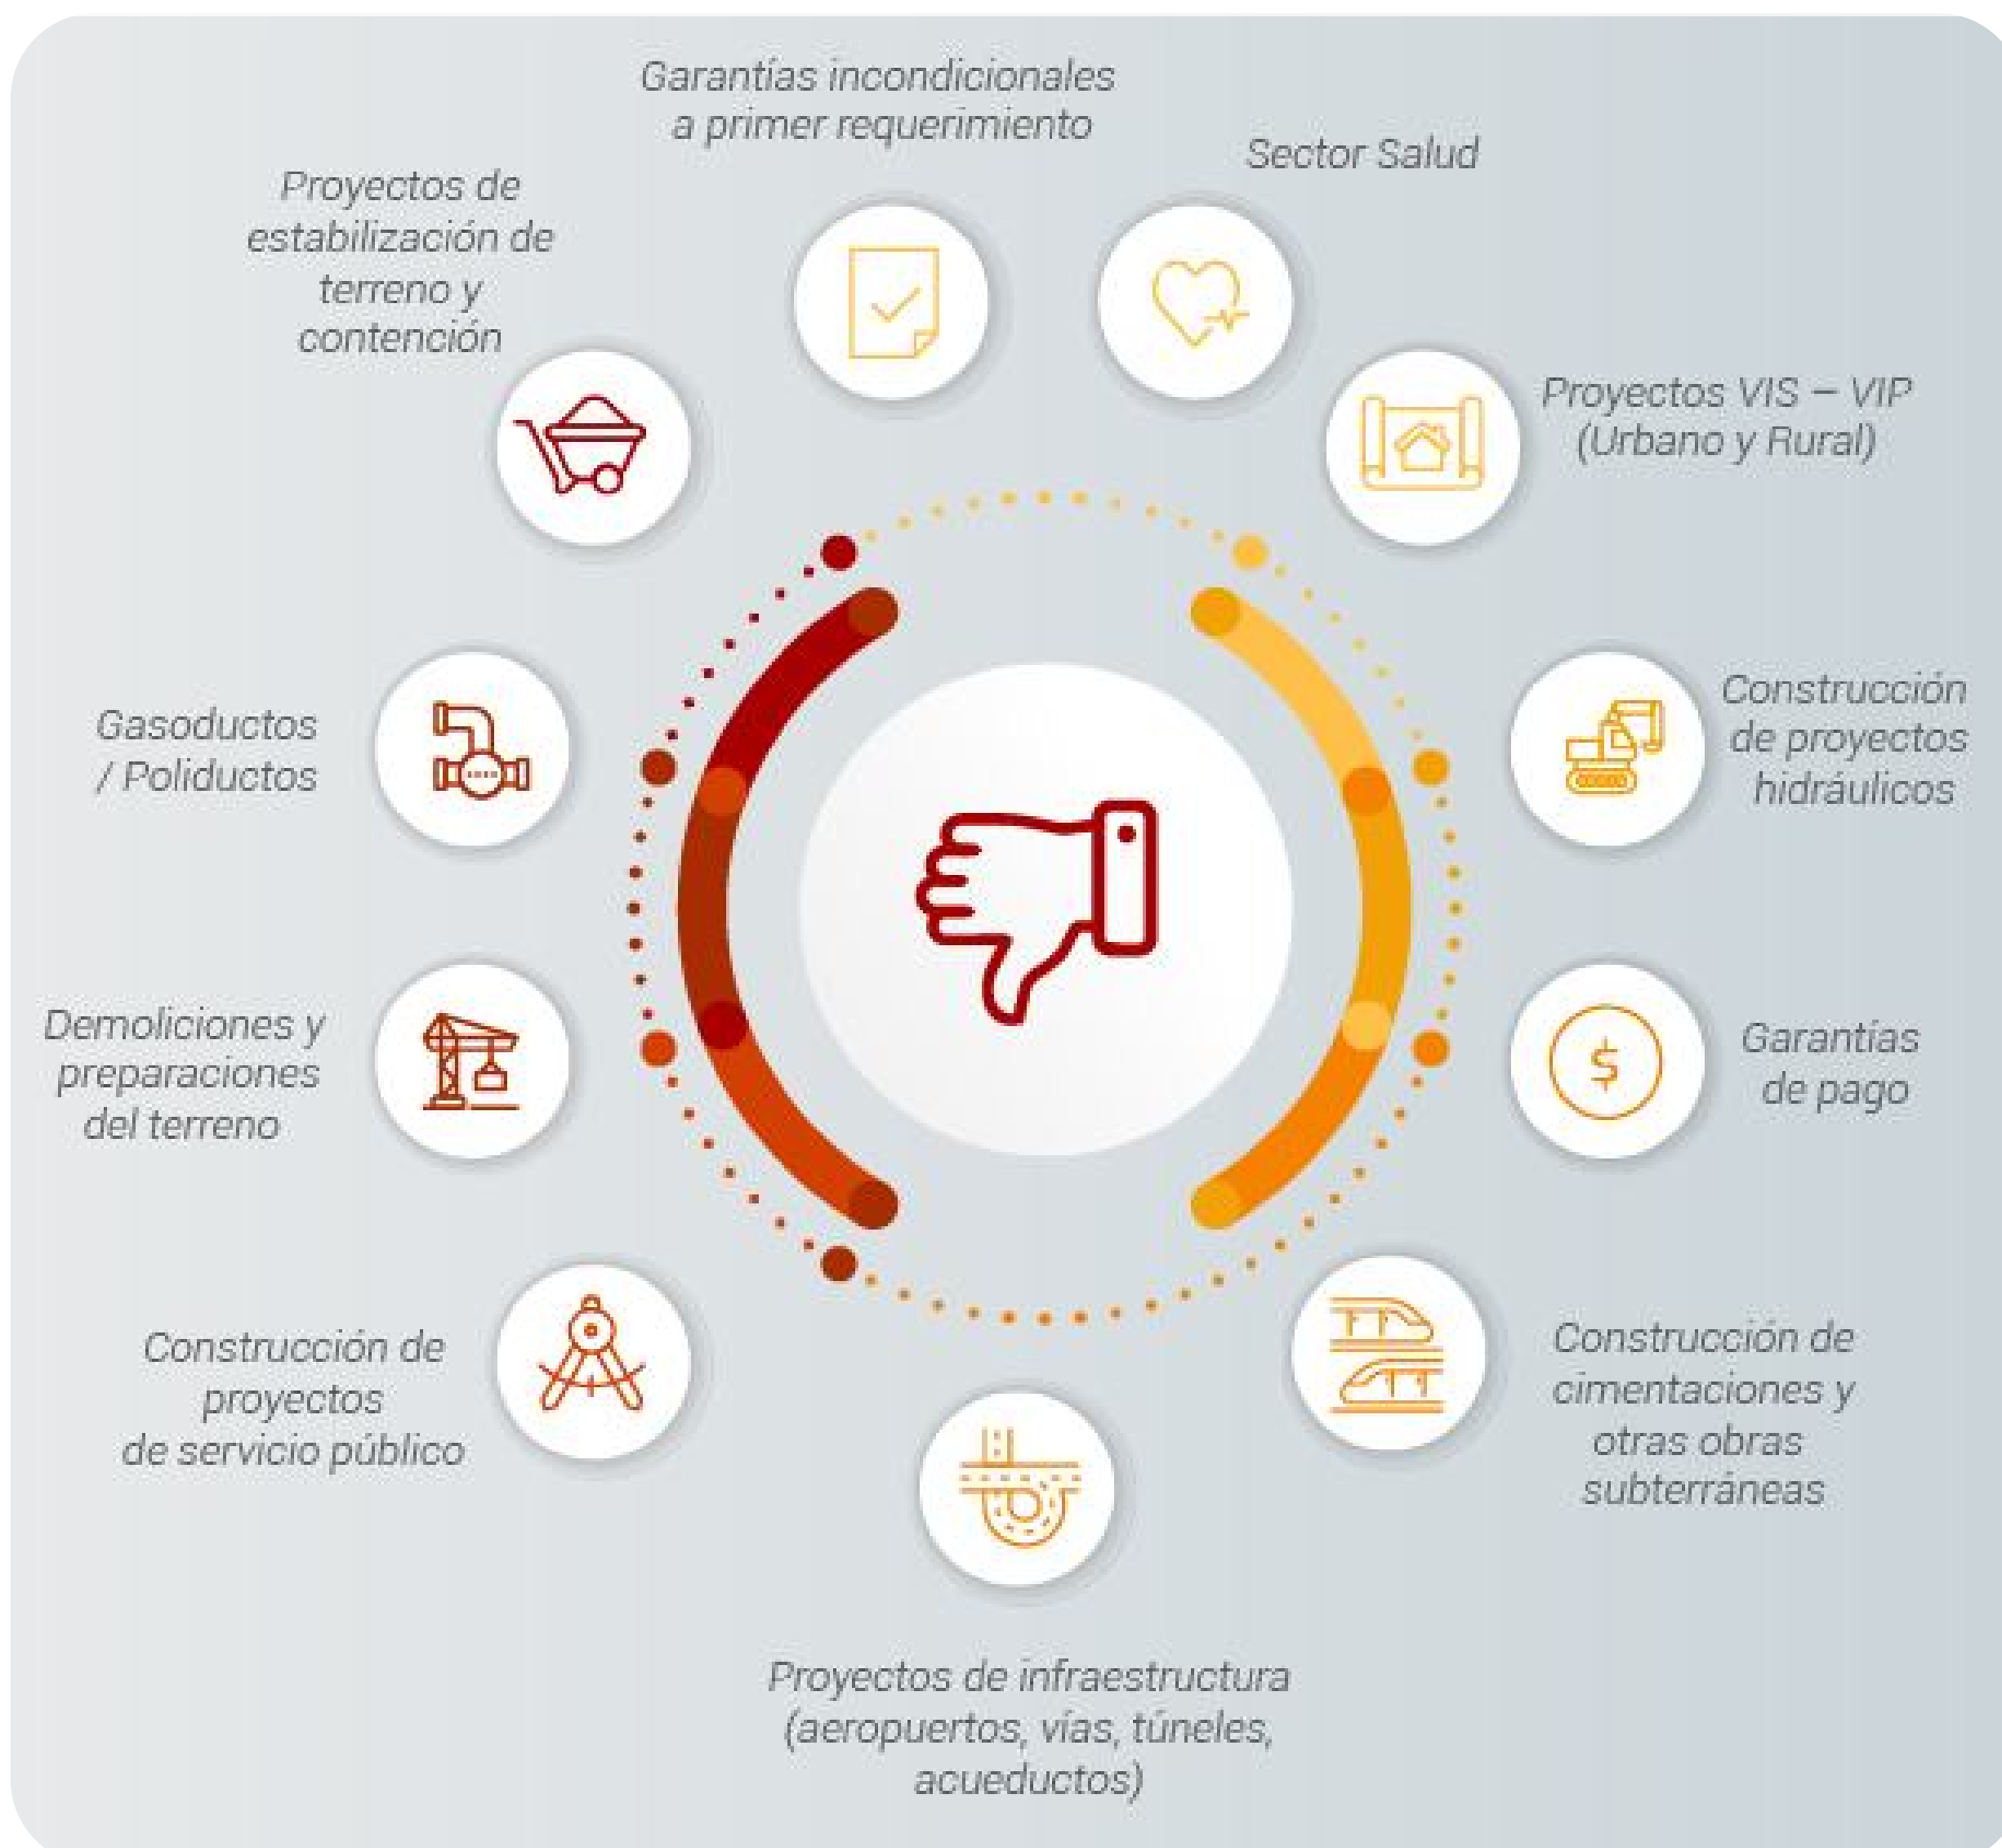 Garantías incondicionales
a primer requerimiento
Sector Salud
Proyectos VIS – VIP
(Urbano y Rural)
Construcción
de proyectos
hidráulicos
Garantías
de pago
Construcción de
cimentaciones y
otras obras
subterráneas
Proyectos de infraestructura
(aeropuertos, vías, túneles,
acueductos)
Construcción de
proyectos
de servicio público
Demoliciones y
preparaciones
del terreno
Gasoductos
/ Poliductos
Proyectos de
estabilización de
terreno y
contención
$